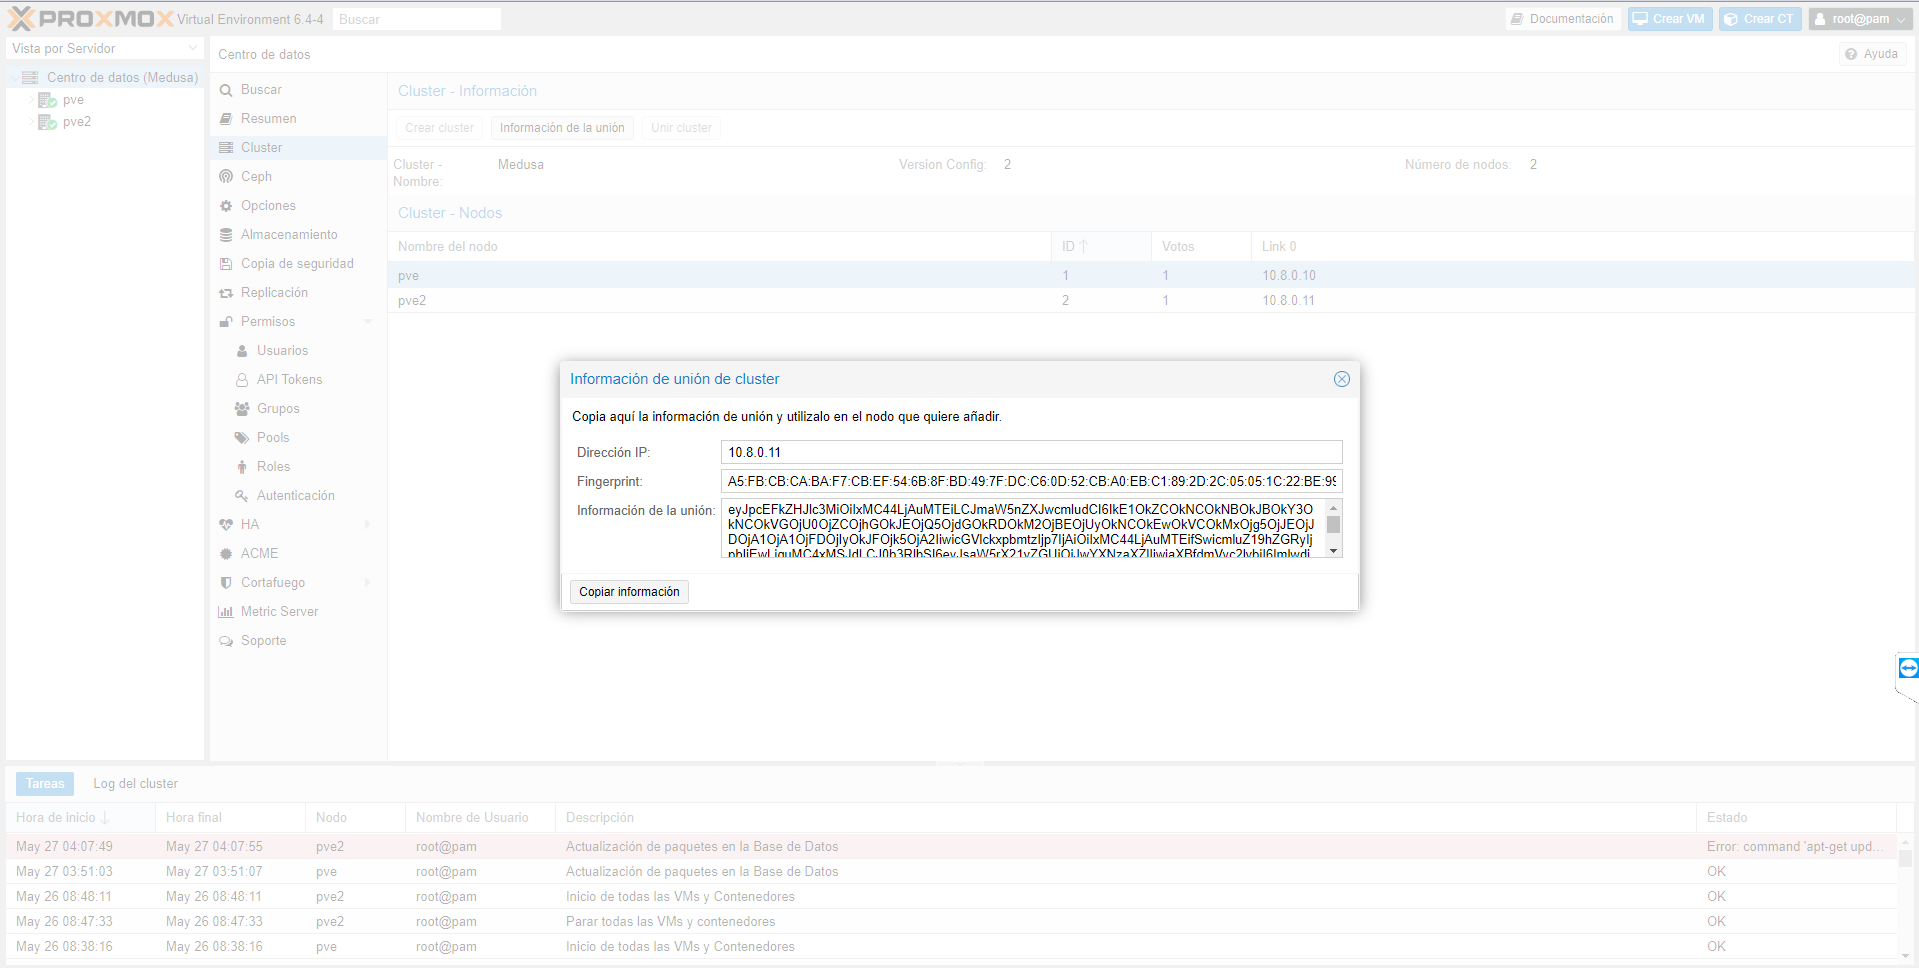 PROXMOX Virtual Environment 6.4-4 Buscar Documentación Crear VM Crear CT root@pam
Vista por Servidor
Centro de datos (Medusa)
pve
pve2
Centro de datos Ayuda
Buscar
Resumen
Cluster
Ceph
Opciones
Almacenamiento
Copia de seguridad
Replicación
Permisos
Usuarios
API Tokens
Grupos
Pools
Roles
Autenticación
HA
ACME
Cortafuego
Metric Server
Soporte
Cluster - Información
Crear cluster Información de la unión Unir cluster
Cluster - Nombre: Medusa Version Config: 2 Número de nodos: 2
Cluster - Nodos
Nombre del nodo ID Votos Link 0
pve 1 1 10.8.0.10
pve2 2 1 10.8.0.11
Información de unión de cluster
Copia aquí la información de unión y utilizalo en el nodo que quiere añadir.
Dirección IP: 10.8.0.11
Fingerprint: A5:FB:CB:CA:BA:F7:CB:EF:54:6B:8F:BD:49:7F:DC:C6:0D:52:CB:A0:EB:C1:89:2D:2C:05:05:1C:22:BE:99
Información de la unión:
Copiar información
Tareas Log del cluster
Hora de inicio Hora final Nodo Nombre de Usuario Descripción Estado
May 27 04:07:49 May 27 04:07:55 pve2 root@pam Actualización de paquetes en la Base de Datos Error: command 'apt-get upd...
May 27 03:51:03 May 27 03:51:07 pve root@pam Actualización de paquetes en la Base de Datos OK
May 26 08:48:11 May 26 08:48:11 pve2 root@pam Inicio de todas las VMs y Contenedores OK
May 26 08:47:33 May 26 08:47:33 pve2 root@pam Parar todas las VMs y contenedores OK
May 26 08:38:16 May 26 08:38:16 pve root@pam Inicio de todas las VMs y Contenedores OK